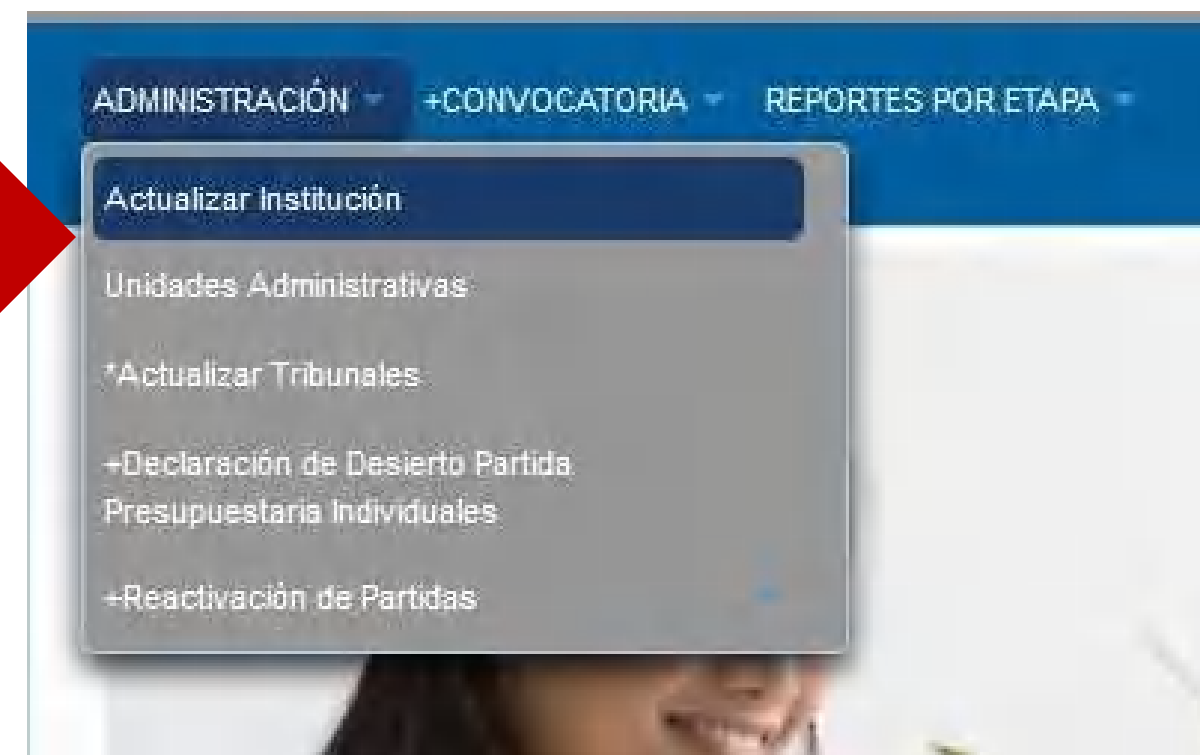 ADMINISTRACIÓN +CONVOCATORIA REPORTES POR ETAPA
Actualizar Institución
Unidades Administrativas
*Actualizar Tribunales
+Declaración de Desierto Partida
Presupuestaria Individuales
+Reactivación de Partidas